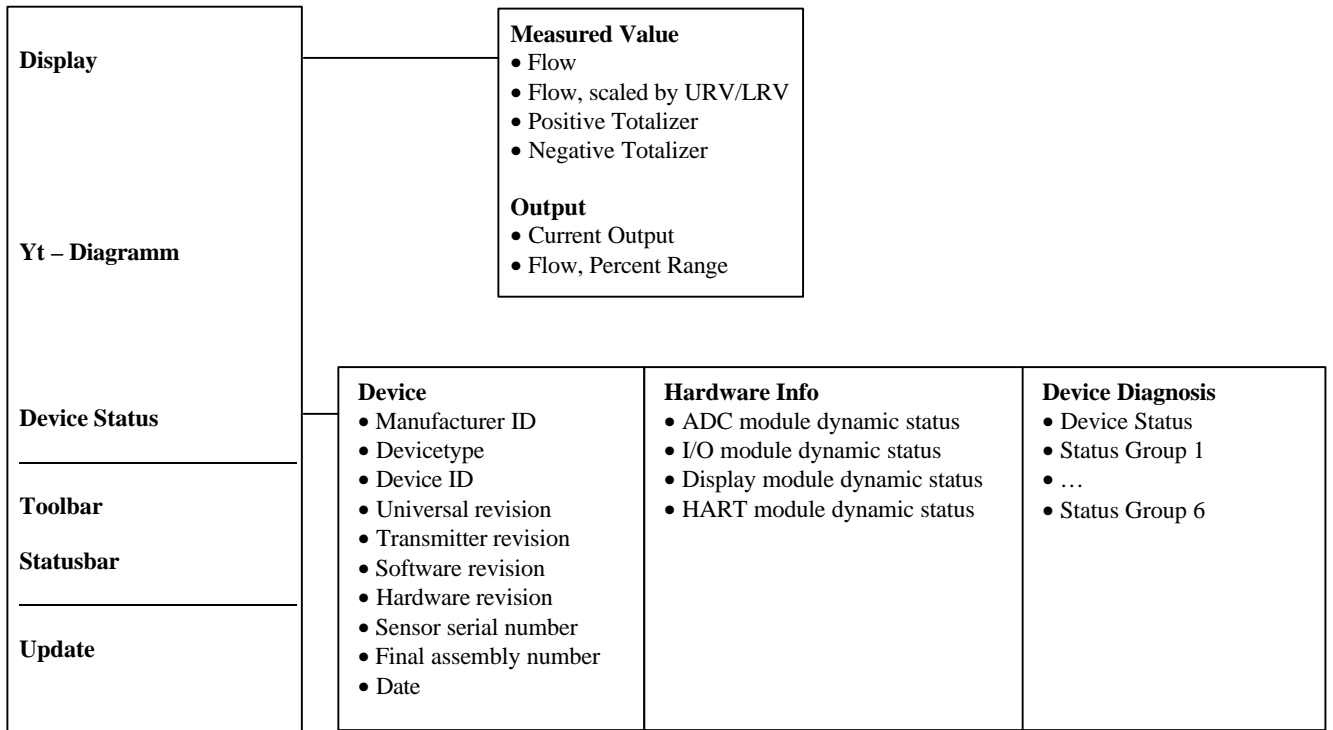 Display
Yt – Diagramm
Device Status
Toolbar
Statusbar
Update
Measured Value
• Flow
• Flow, scaled by URV/LRV
• Positive Totalizer
• Negative Totalizer
Output
• Current Output
• Flow, Percent Range
Device
• Manufacturer ID
• Devicetype
• Device ID
• Universal revision
• Transmitter revision
• Software revision
• Hardware revision
• Sensor serial number
• Final assembly number
• Date
Hardware Info
• ADC module dynamic status
• I/O module dynamic status
• Display module dynamic status
• HART module dynamic status
Device Diagnosis
• Device Status
• Status Group 1
• …
• Status Group 6